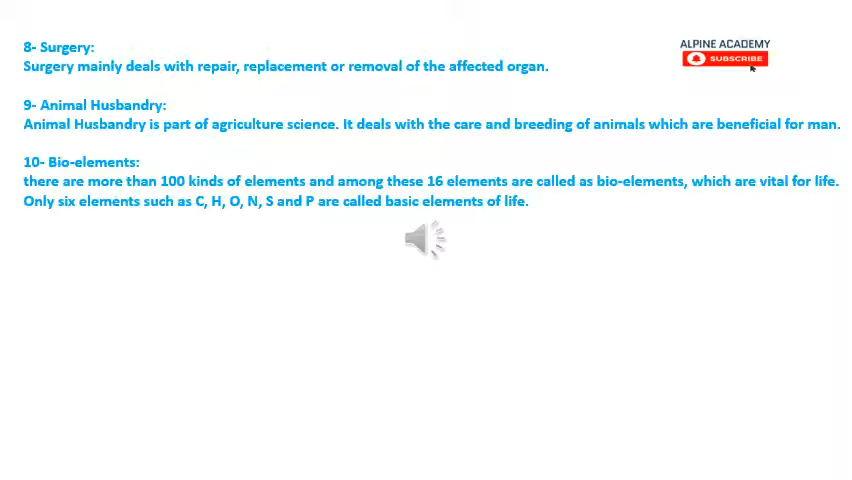 8- Surgery:
Surgery mainly deals with repair, replacement or removal of the affected organ.
ALPINE ACADEMY
SUBSCRIBE
9- Animal Husbandry:
Animal Husbandry is part of agriculture science. It deals with the care and breeding of animals which are beneficial for man.
10- Bio-elements:
there are more than 100 kinds of elements and among these 16 elements are called as bio-elements, which are vital for life.
Only six elements such as C, H, O, N, S and P are called basic elements of life.